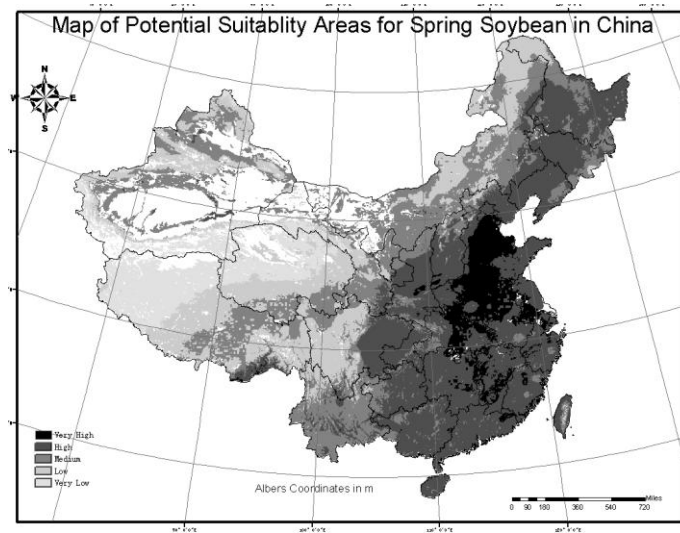 Map of Potential Suitablity Areas for Spring Soybean in China
N
W E
S
Very High
High
Medium
Low
Very Low
Albers Coordinates in m
Miles
0 90 180 360 540 720